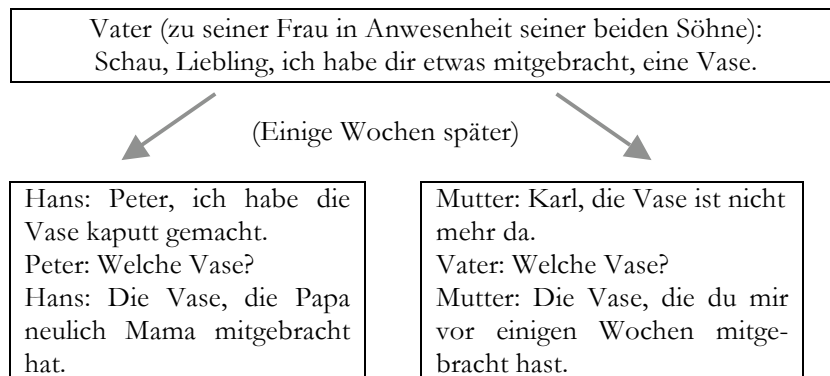 Vater (zu seiner Frau in Anwesenheit seiner beiden Söhne):
Schau, Liebling, ich habe dir etwas mitgebracht, eine Vase.
(Einige Wochen später)
Hans: Peter, ich habe die
Vase kaputt gemacht.
Peter: Welche Vase?
Hans: Die Vase, die Papa
neulich Mama mitgebracht
hat.
Mutter: Karl, die Vase ist nicht
mehr da.
Vater: Welche Vase?
Mutter: Die Vase, die du mir
vor einigen Wochen mitge-
bracht hast.